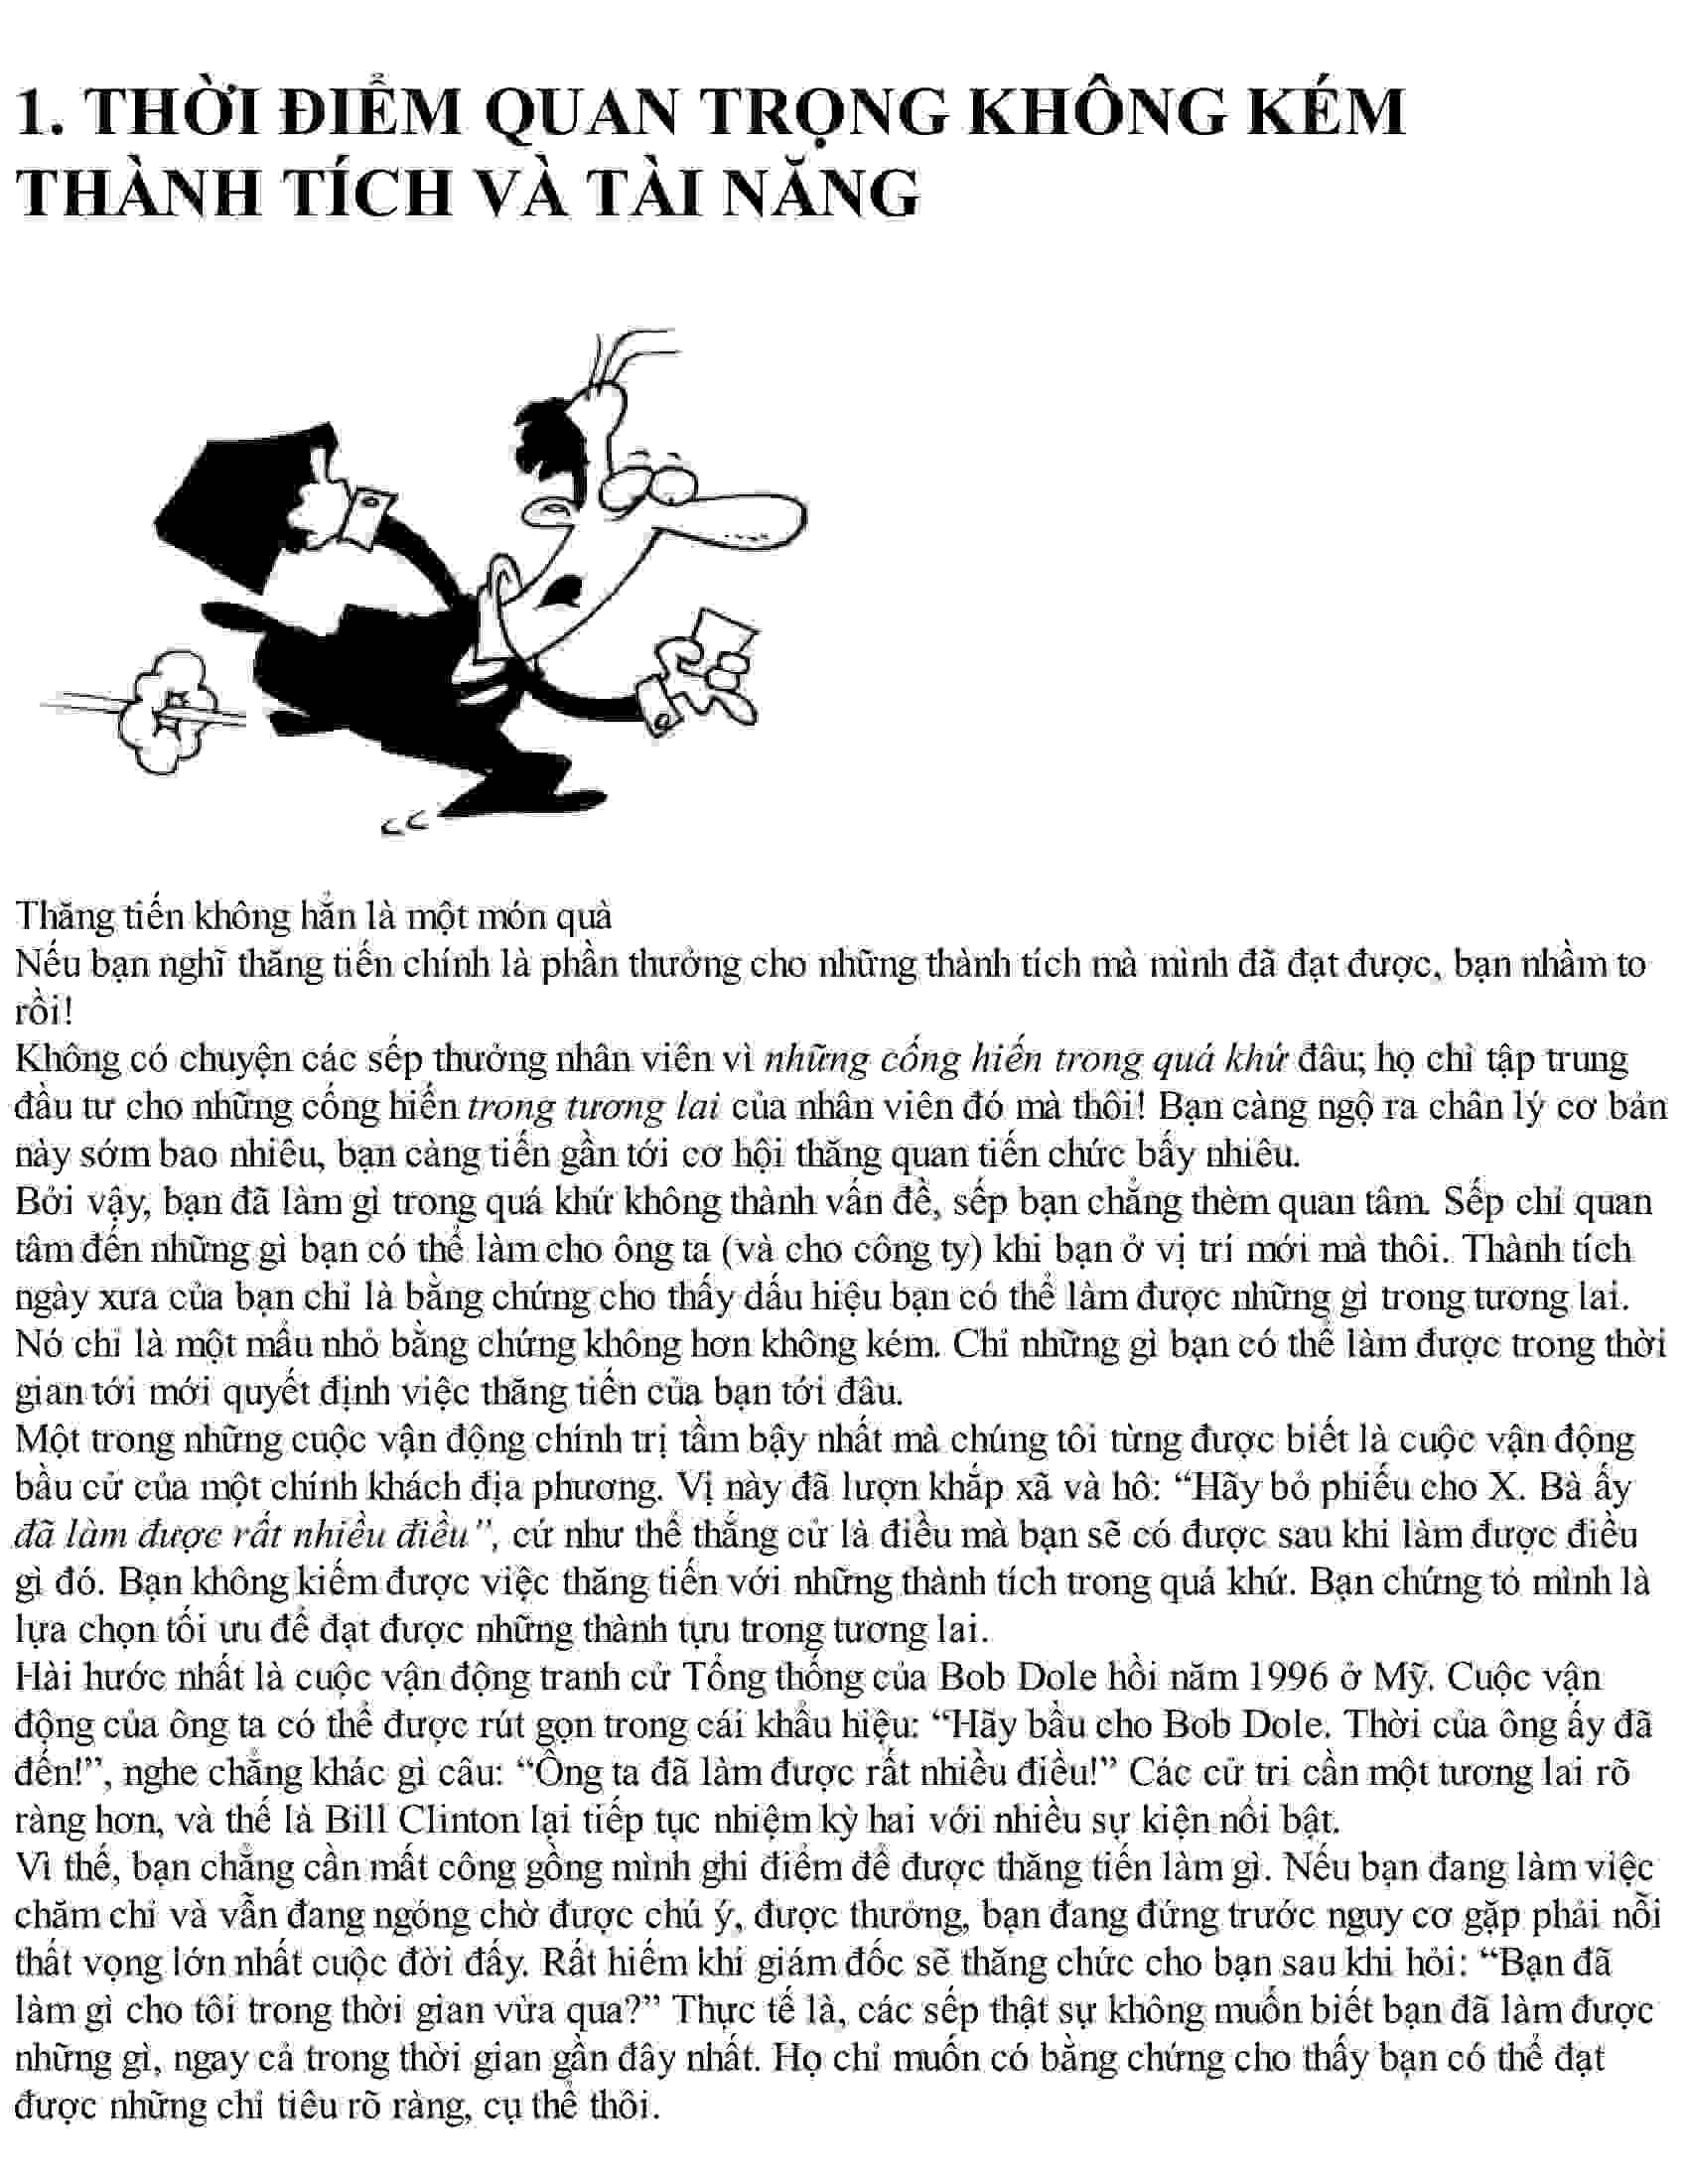 1. THỜI ĐIỂM QUAN TRỌNG KHÔNG KÉM
THÀNH TÍCH VÀ TÀI NĂNG
Thăng tiến không hẳn là một món quà
Nếu bạn nghĩ thăng tiến chính là phần thưởng cho những thành tích mà mình đã đạt được, bạn nhầm to
rồi!
Không có chuyện các sếp thưởng nhân viên vì những cống hiến trong quá khứ đâu; họ chỉ tập trung
đầu tư cho những cống hiến trong tương lai của nhân viên đó mà thôi! Bạn càng ngộ ra chân lý cơ bản
này sớm bao nhiêu, bạn càng tiến gần tới cơ hội thăng quan tiến chức bấy nhiêu.
Bởi vậy, bạn đã làm gì trong quá khứ không thành vấn đề, sếp bạn chẳng thèm quan tâm. Sếp chỉ quan
tâm đến những gì bạn có thể làm cho ông ta (và cho công ty) khi bạn ở vị trí mới mà thôi. Thành tích
ngày xưa của bạn chỉ là bằng chứng cho thấy dấu hiệu bạn có thể làm được những gì trong tương lai.
Nó chỉ là một mẩu nhỏ bằng chứng không hơn không kém. Chỉ những gì bạn có thể làm được trong thời
gian tới mới quyết định việc thăng tiến của bạn tới đâu.
Một trong những cuộc vận động chính trị tầm bậy nhất mà chúng tôi từng được biết là cuộc vận động
bầu cử của một chính khách địa phương. Vị này đã lượn khắp xã và hô: “Hãy bỏ phiếu cho X. Bà ấy
đã làm được rất nhiều điều”, cứ như thể thắng cử là điều mà bạn sẽ có được sau khi làm được điều
gì đó. Bạn không kiếm được việc thăng tiến với những thành tích trong quá khứ. Bạn chứng tỏ mình là
lựa chọn tối ưu để đạt được những thành tựu trong tương lai.
Hài hước nhất là cuộc vận động tranh cử Tổng thống của Bob Dole hồi năm 1996 ở Mỹ. Cuộc vận
động của ông ta có thể được rút gọn trong cái khẩu hiệu: “Hãy bầu cho Bob Dole. Thời của ông ấy đã
đến!”, nghe chẳng khác gì câu: “Ông ta đã làm được rất nhiều điều!” Các cử tri cần một tương lai rõ
ràng hơn, và thế là Bill Clinton lại tiếp tục nhiệm kỳ hai với nhiều sự kiện nổi bật.
Vì thế, bạn chẳng cần mất công gồng mình ghi điểm để được thăng tiến làm gì. Nếu bạn đang làm việc
chăm chỉ và vẫn đang ngóng chờ được chú ý, được thưởng, bạn đang đứng trước nguy cơ gặp phải nỗi
thất vọng lớn nhất cuộc đời đấy. Rất hiếm khi giám đốc sẽ thăng chức cho bạn sau khi hỏi: “Bạn đã
làm gì cho tôi trong thời gian vừa qua?” Thực tế là, các sếp thật sự không muốn biết bạn đã làm được
những gì, ngay cả trong thời gian gần đây nhất. Họ chỉ muốn có bằng chứng cho thấy bạn có thể đạt
được những chỉ tiêu rõ ràng, cụ thể thôi.